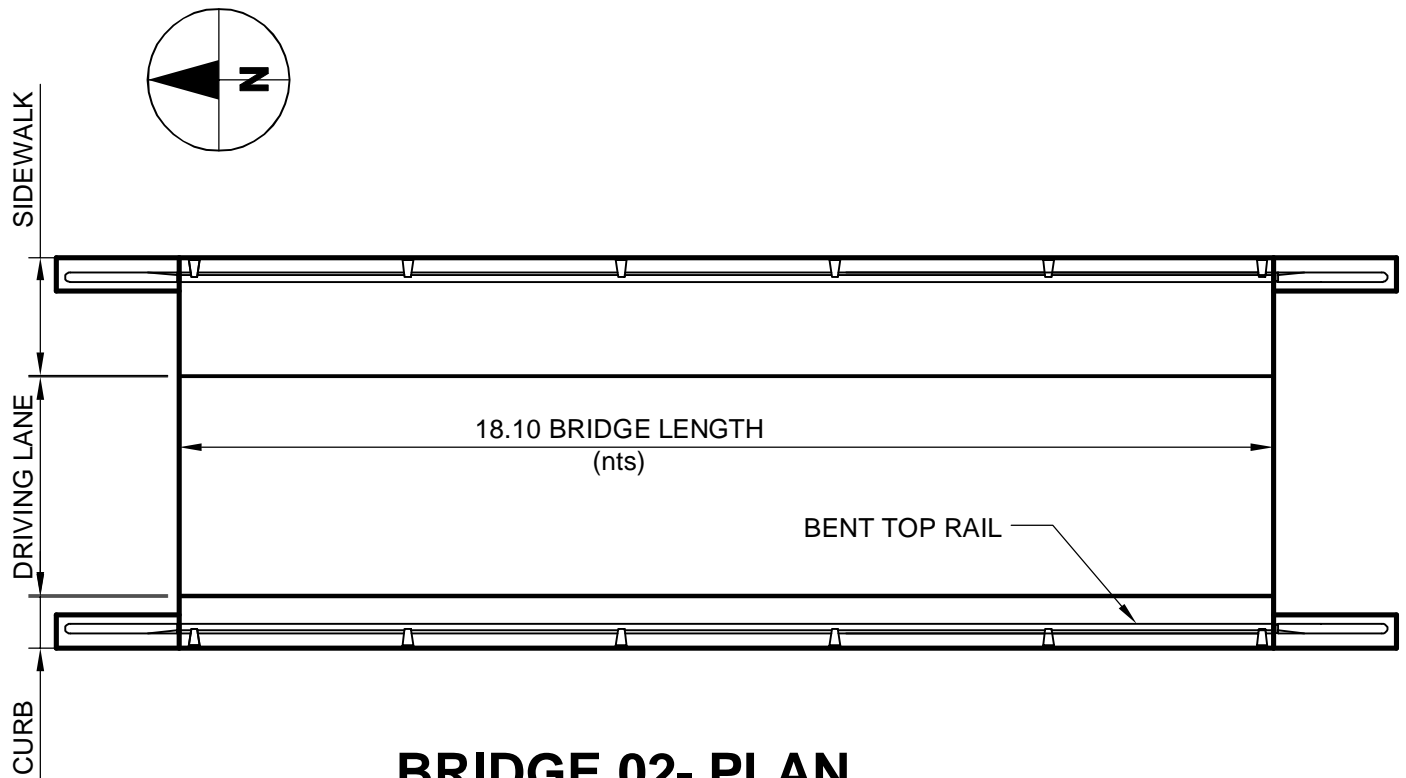 N
SIDEWALK
DRIVING LANE
18.10 BRIDGE LENGTH
(nts)
BENT TOP RAIL
CURB
BRIDGE 02- PLAN